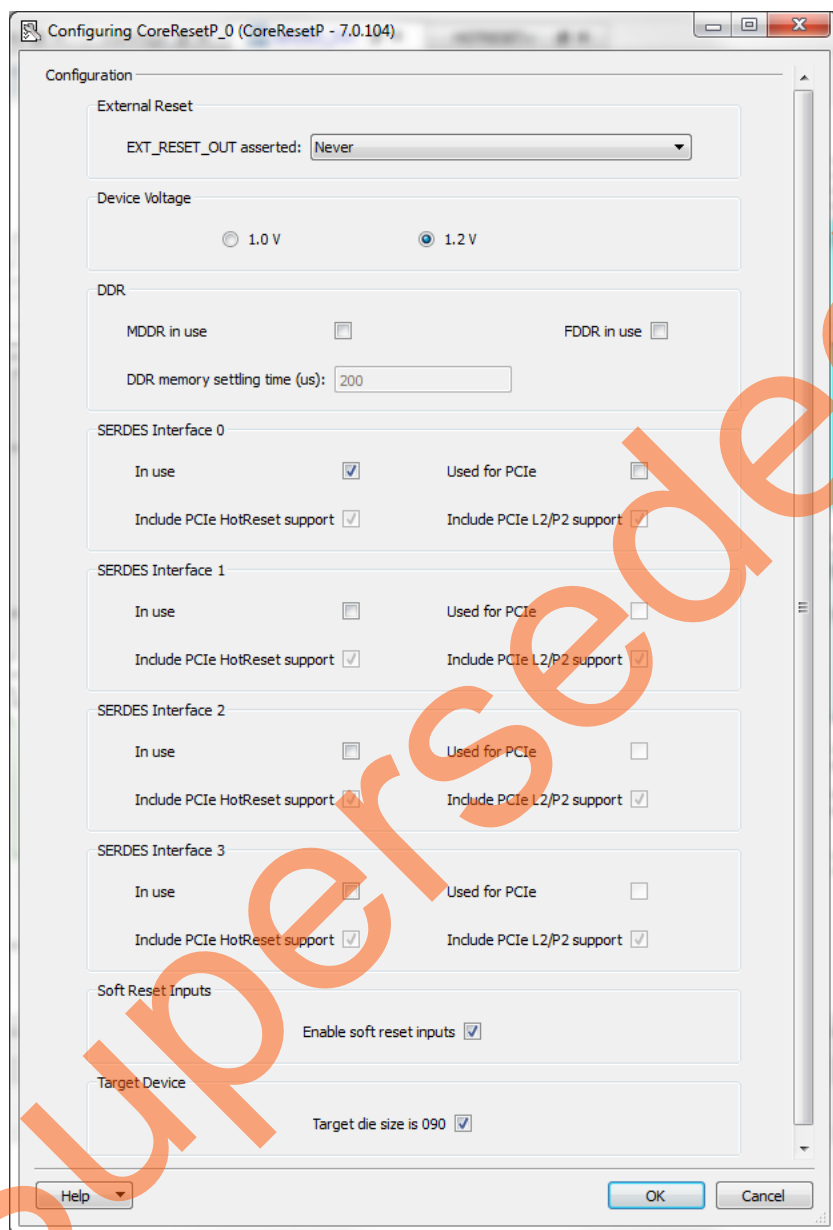 Configuring CoreResetP_0 (CoreResetP - 7.0.104)
Configuration
External Reset
EXT_RESET_OUT asserted: Never
Device Voltage
1.0 V 1.2 V
DDR
MDDR in use FDDR in use
DDR memory settling time (us): 200
SERDES Interface 0
In use Used for PCIe
Include PCIe HotReset support Include PCIe L2/P2 support
SERDES Interface 1
In use Used for PCIe
Include PCIe HotReset support Include PCIe L2/P2 support
SERDES Interface 2
In use Used for PCIe
Include PCIe HotReset support Include PCIe L2/P2 support
SERDES Interface 3
In use Used for PCIe
Include PCIe HotReset support Include PCIe L2/P2 support
Soft Reset Inputs
Enable soft reset inputs
Target Device
Target die size is 090
Help OK Cancel
upersede